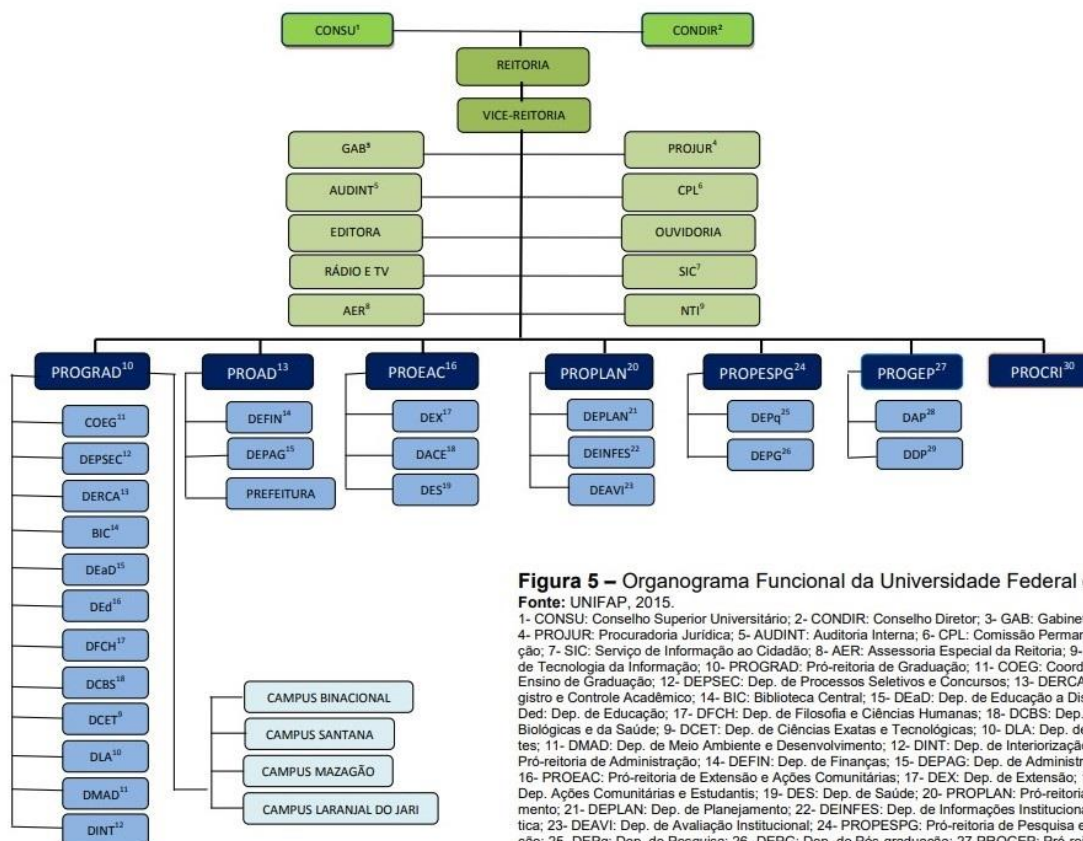 CONSU¹
CONDIR²
REITORIA
VICE-REITORIA
GAB³
PROJUR⁴
AUDINT⁵
CPL⁶
EDITORA
OUVIDORIA
RÁDIO E TV
SIC⁷
AER⁸
NTI⁹
PROGRAD¹⁰
PROAD¹³
PROEAC¹⁶
PROPLAN²⁰
PROPESPG²⁴
PROGEP²⁷
PROCRI³⁰
COEG¹¹
DEPSEC¹²
DERCA¹³
BIC¹⁴
DEaD¹⁵
DEd¹⁶
DFCH¹⁷
DCBS¹⁸
DCET⁹
DLA¹⁰
DMAD¹¹
DINT¹²
CAMPUS BINACIONAL
CAMPUS SANTANA
CAMPUS MAZAGÃO
CAMPUS LARANJAL DO JARI
DEFIN¹⁴
DEPAG¹⁵
PREFEITURA
DEX¹⁷
DACE¹⁸
DES¹⁹
DEPLAN²¹
DEINFES²²
DEAVI²³
DEPq²⁵
DEPG²⁶
DAP²⁸
DDP²⁹
Figura 5 – Organograma Funcional da Universidade Federal
Fonte: UNIFAP, 2015.
1- CONSU: Conselho Superior Universitário; 2- CONDIR: Conselho Diretor; 3- GAB: Gabine
4- PROJUR: Procuradoria Jurídica; 5- AUDINT: Auditoria Interna; 6- CPL: Comissão Perman
ção; 7- SIC: Serviço de Informação ao Cidadão; 8- AER: Assessoria Especial da Reitoria; 9-
de Tecnologia da Informação; 10- PROGRAD: Pró-reitoria de Graduação; 11- COEG: Coord
Ensino de Graduação; 12- DEPSEC: Dep. de Processos Seletivos e Concursos; 13- DERCA
gistro e Controle Acadêmico; 14- BIC: Biblioteca Central; 15- DEaD: Dep. de Educação a Dis
Ded: Dep. de Educação; 17- DFCH: Dep. de Filosofia e Ciências Humanas; 18- DCBS: Dep.
Biológicas e da Saúde; 9- DCET: Dep. de Ciências Exatas e Tecnológicas; 10- DLA: Dep. de
tes; 11- DMAD: Dep. de Meio Ambiente e Desenvolvimento; 12- DINT: Dep. de Interiorização
Pró-reitoria de Administração; 14- DEFIN: Dep. de Finanças; 15- DEPAG: Dep. de Administr
16- PROEAC: Pró-reitoria de Extensão e Ações Comunitárias; 17- DEX: Dep. de Extensão;
Dep. Ações Comunitárias e Estudantis; 19- DES: Dep. de Saúde; 20- PROPLAN: Pró-reitoria
mento; 21- DEPLAN: Dep. de Planejamento; 22- DEINFES: Dep. de Informações Instituciona
tica; 23- DEAVI: Dep. de Avaliação Institucional; 24- PROPESPG: Pró-reitoria de Pesquisa e